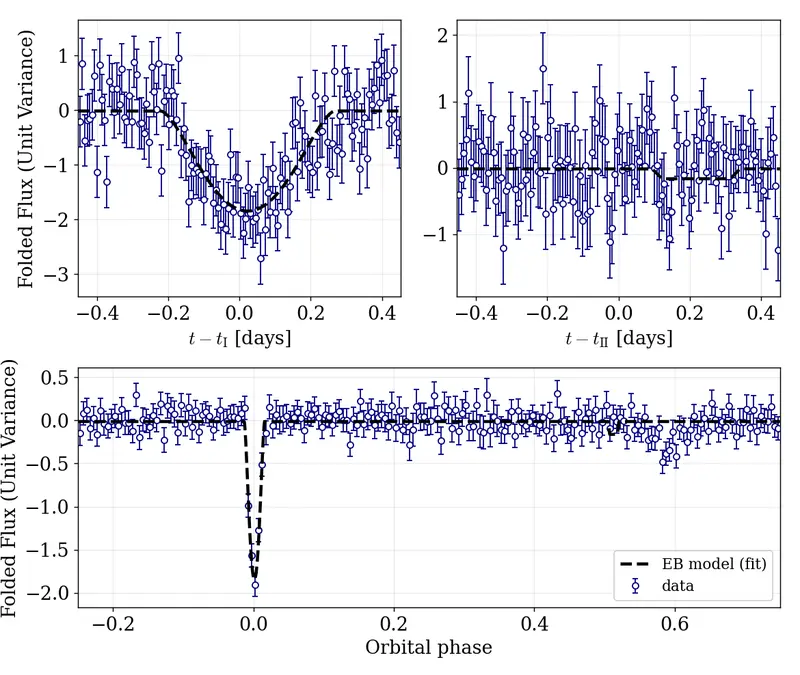 Folded Flux (Unit Variance)
1
0
−1
−2
−3
−0.4 −0.2 0.0 0.2 0.4
t − tI [days]
2
1
0
−1
−0.4 −0.2 0.0 0.2 0.4
t − tII [days]
Folded Flux (Unit Variance)
0.5
0.0
−0.5
−1.0
−1.5
−2.0
EB model (fit)
data
−0.2 0.0 0.2 0.4 0.6
Orbital phase